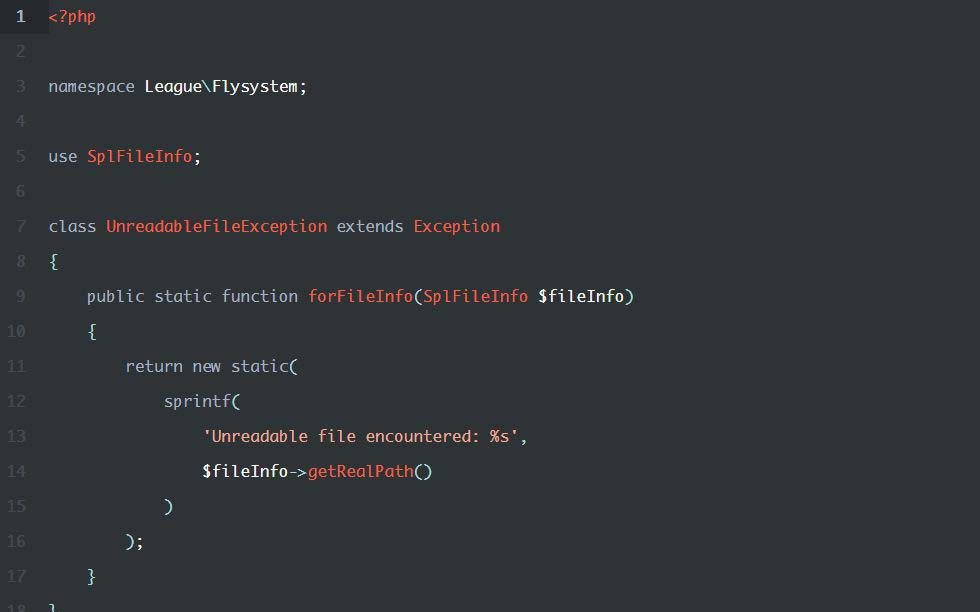 1 <?php
2
3 namespace League\Flysystem;
4
5 use SplFileInfo;
6
7 class UnreadableFileException extends Exception
8 {
9     public static function forFileInfo(SplFileInfo $fileInfo)
10     {
11         return new static(
12             sprintf(
13                 'Unreadable file encountered: %s',
14                 $fileInfo->getRealPath()
15             )
16         );
17     }
18 }